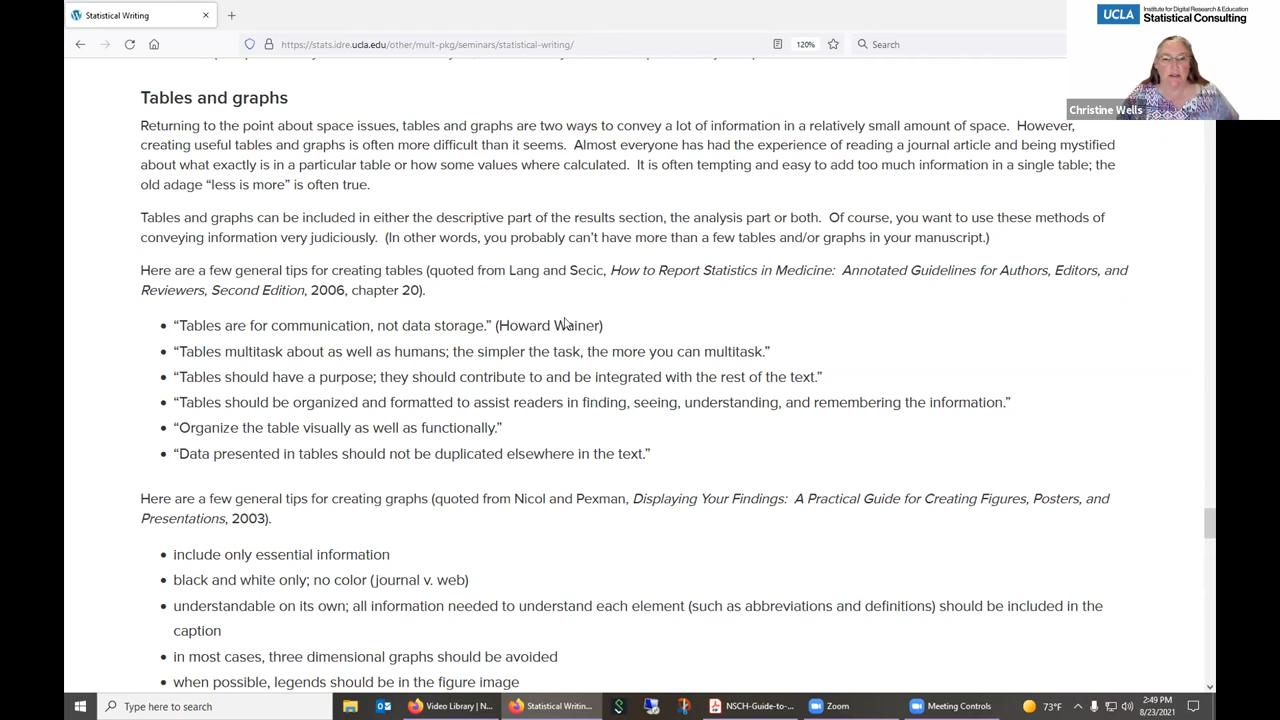 Statistical Writing
UCLA
Institute for Digital Research & Education
Statistical Consulting
https://stats.idre.ucla.edu/other/mult-pkg/seminars/statistical-writing/
120%
Search
Christine Wells
Tables and graphs
Returning to the point about space issues, tables and graphs are two ways to convey a lot of information in a relatively small amount of space. However,
creating useful tables and graphs is often more difficult than it seems. Almost everyone has had the experience of reading a journal article and being mystified
about what exactly is in a particular table or how some values where calculated. It is often tempting and easy to add too much information in a single table; the
old adage “less is more” is often true.
Tables and graphs can be included in either the descriptive part of the results section, the analysis part or both. Of course, you want to use these methods of
conveying information very judiciously. (In other words, you probably can’t have more than a few tables and/or graphs in your manuscript.)
Here are a few general tips for creating tables (quoted from Lang and Secic, How to Report Statistics in Medicine: Annotated Guidelines for Authors, Editors, and
Reviewers, Second Edition, 2006, chapter 20).
• “Tables are for communication, not data storage.” (Howard Wainer)
• “Tables multitask about as well as humans; the simpler the task, the more you can multitask.”
• “Tables should have a purpose; they should contribute to and be integrated with the rest of the text.”
• “Tables should be organized and formatted to assist readers in finding, seeing, understanding, and remembering the information.”
• “Organize the table visually as well as functionally.”
• “Data presented in tables should not be duplicated elsewhere in the text.”
Here are a few general tips for creating graphs (quoted from Nicol and Pexman, Displaying Your Findings: A Practical Guide for Creating Figures, Posters, and
Presentations, 2003).
• include only essential information
• black and white only; no color (journal v. web)
• understandable on its own; all information needed to understand each element (such as abbreviations and definitions) should be included in the
caption
• in most cases, three dimensional graphs should be avoided
• when possible, legends should be in the figure image
Type here to search
Video Library | N...
Statistical Writin...
NSCH-Guide-to-...
Zoom
Meeting Controls
73°F
2:49 PM
8/23/2021